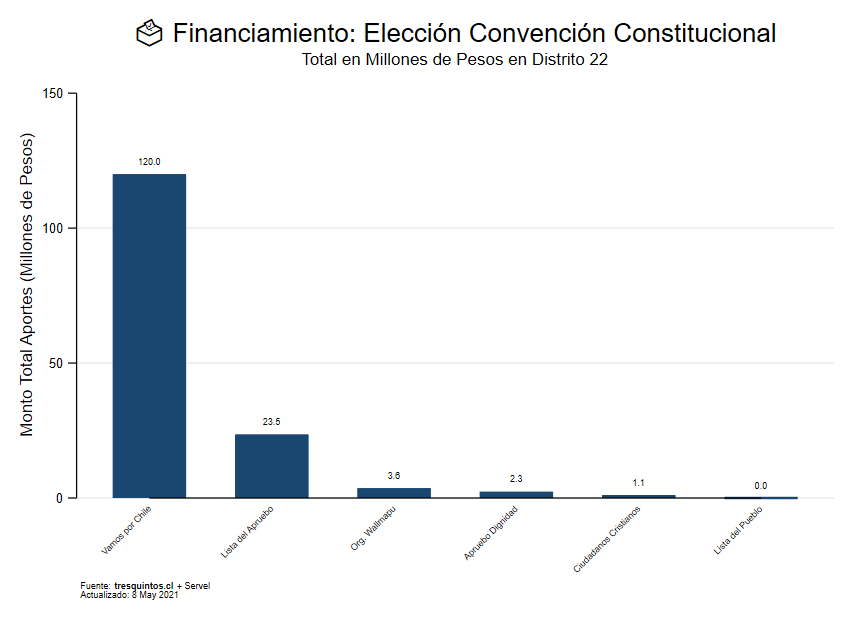 Financiamiento: Elección Convención Constitucional
Total en Millones de Pesos en Distrito 22
Monto Total Aportes (Millones de Pesos)
150
100
50
0
120.0
23.5
3.6
2.3
1.1
0.0
Vamos por Chile
Lista del Apruebo
Org. Wallmapu
Apruebo Dignidad
Ciudadanos Cristianos
Lista del Pueblo
Fuente: tresquintos.cl + Servel
Actualizado: 8 May 2021